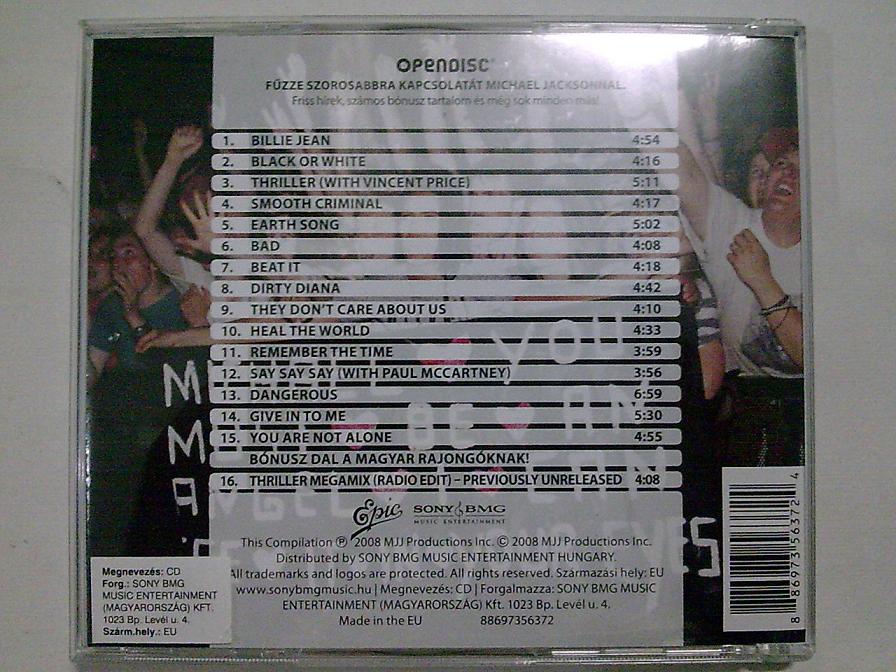 OPENDISC
FŰZZE SZOROSABBRA KAPCSOLATÁT MICHAEL JACKSONNAL.
Friss hírek, számos bónusz tartalom és még sok minden más!
1. BILLIE JEAN 4:54
2. BLACK OR WHITE 4:16
3. THRILLER (WITH VINCENT PRICE) 5:11
4. SMOOTH CRIMINAL 4:17
5. EARTH SONG 5:02
6. BAD 4:08
7. BEAT IT 4:18
8. DIRTY DIANA 4:42
9. THEY DON'T CARE ABOUT US 4:10
10. HEAL THE WORLD 4:33
11. REMEMBER THE TIME 3:59
12. SAY SAY SAY (WITH PAUL MCCARTNEY) 3:56
13. DANGEROUS 6:59
14. GIVE IN TO ME 5:30
15. YOU ARE NOT ALONE 4:55
BÓNUSZ DAL A MAGYAR RAJONGÓKNAK!
16. THRILLER MEGAMIX (RADIO EDIT) – PREVIOUSLY UNRELEASED 4:08
Epic SONY BMG
MUSIC ENTERTAINMENT
This Compilation ℗ 2008 MJJ Productions Inc. © 2008 MJJ Productions Inc.
Distributed by SONY BMG MUSIC ENTERTAINMENT HUNGARY.
All trademarks and logos are protected. All rights reserved. Származási hely: EU
www.sonybmgmusic.hu | Megnevezés: CD | Forgalmazza: SONY BMG MUSIC
ENTERTAINMENT (MAGYARORSZÁG) Kft. 1023 Bp. Levél u. 4.
Made in the EU 88697356372
Megnevezés: CD
Forg.: SONY BMG
MUSIC ENTERTAINMENT
(MAGYARORSZÁG) KFT.
1023 Bp. Levél u. 4.
Szárm.hely.: EU
8 86973 56372 4
YOU
BE AN